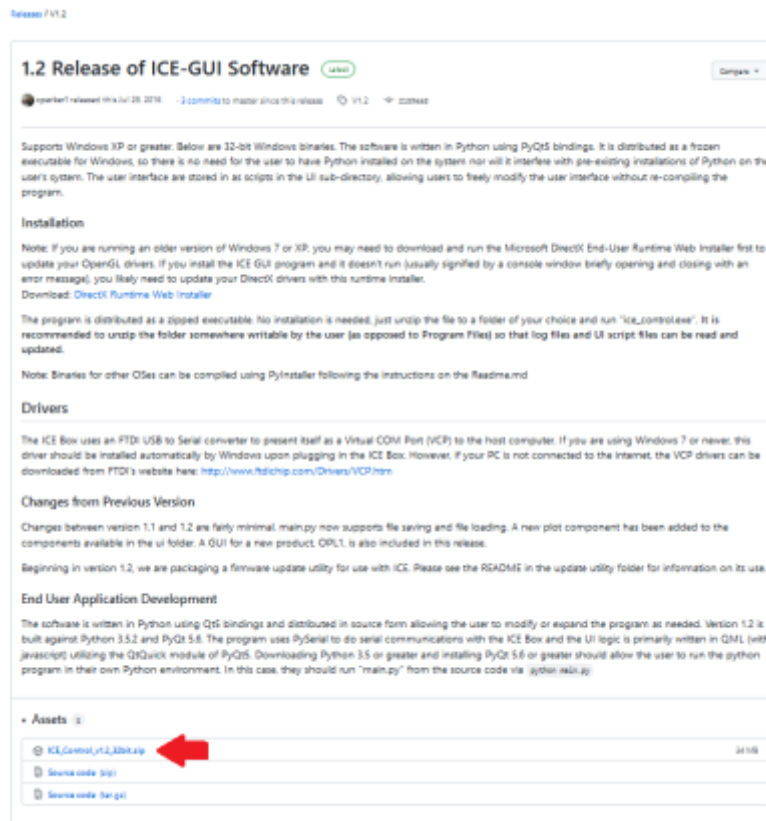 Releases / V1.2
1.2 Release of ICE-GUI Software Latest
Compare
released this Jul 2016 · 3 commits to master since this release V1.2
Supports Windows XP or greater. Below are 32-bit Windows binaries. The software is written in Python using PyQt5 bindings. It is distributed as a frozen
executable for Windows, so there is no need for the user to have Python installed on the system nor will it interfere with pre-existing installations of Python on the
user's system. The user interface are stored in as scripts in the UI sub-directory, allowing users to freely modify the user interface without re-compiling the
program.
Installation
Note: If you are running an older version of Windows 7 or XP, you may need to download and run the Microsoft DirectX End-User Runtime Web Installer first to
update your OpenGL drivers. If you install the ICE GUI program and it doesn't run (usually signified by a console window briefly opening and closing with an
error message), you likely need to update your DirectX drivers with this runtime installer.
Download: DirectX Runtime Web Installer
The program is distributed as a zipped executable. No installation is needed, just unzip the file to a folder of your choice and run "ice_control.exe". It is
recommended to unzip the folder somewhere writable by the user (as opposed to Program Files) so that log files and UI script files can be read and
updated.
Note: Binaries for other OSes can be compiled using PyInstaller following the instructions on the Readme.md
Drivers
The ICE Box uses an FTDI USB to Serial converter to present itself as a Virtual COM Port (VCP) to the host computer. If you are using Windows 7 or newer, this
driver should be installed automatically by Windows upon plugging in the ICE Box. However, if your PC is not connected to the internet, the VCP drivers can be
downloaded from FTDI's website here: http://www.ftdichip.com/Drivers/VCP.htm
Changes from Previous Version
Changes between version 1.1 and 1.2 are fairly minimal. main.py now supports file saving and file loading. A new plot component has been added to the
components available in the ui folder. A GUI for a new product, OPL1, is also included in this release.
Beginning in version 1.2, we are packaging a firmware update utility for use with ICE. Please see the README in the update utility folder for information on its use.
End User Application Development
The software is written in Python using Qt5 bindings and distributed in source form allowing the user to modify or expand the program as needed. Version 1.2 is
built against Python 3.5.2 and PyQt 5.6. The program uses PySerial to do serial communications with the ICE Box and the UI logic is primarily written in QML (with
javascript) utilizing the QtQuick module of PyQt5. Downloading Python 3.5 or greater and installing PyQt 5.6 or greater should allow the user to run the python
program in their own Python environment. In this case, they should run "main.py" from the source code via python main.py
Assets 3
ICE_Control_v1.2_32bit.zip 34 MB
Source code (zip)
Source code (tar.gz)